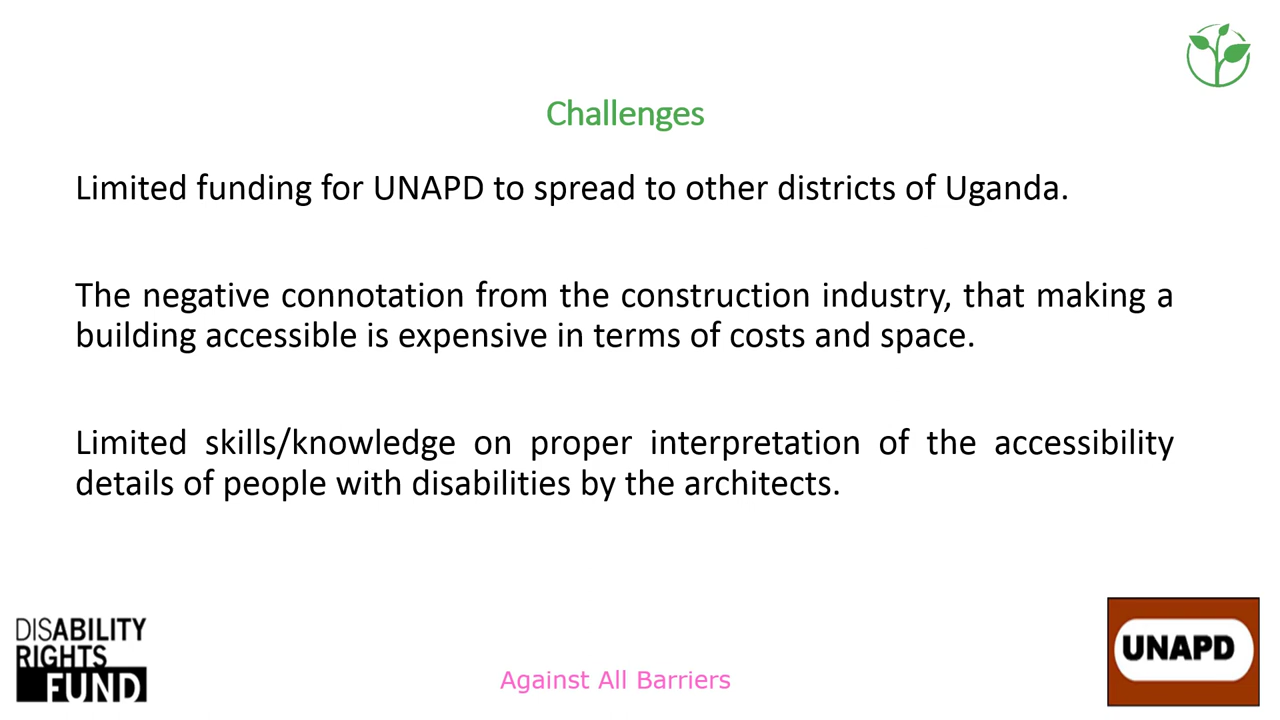 Challenges
Limited funding for UNAPD to spread to other districts of Uganda.
The negative connotation from the construction industry, that making a
building accessible is expensive in terms of costs and space.
Limited skills/knowledge on proper interpretation of the accessibility
details of people with disabilities by the architects.
DISABILITY
RIGHTS
FUND
Against All Barriers
UNAPD